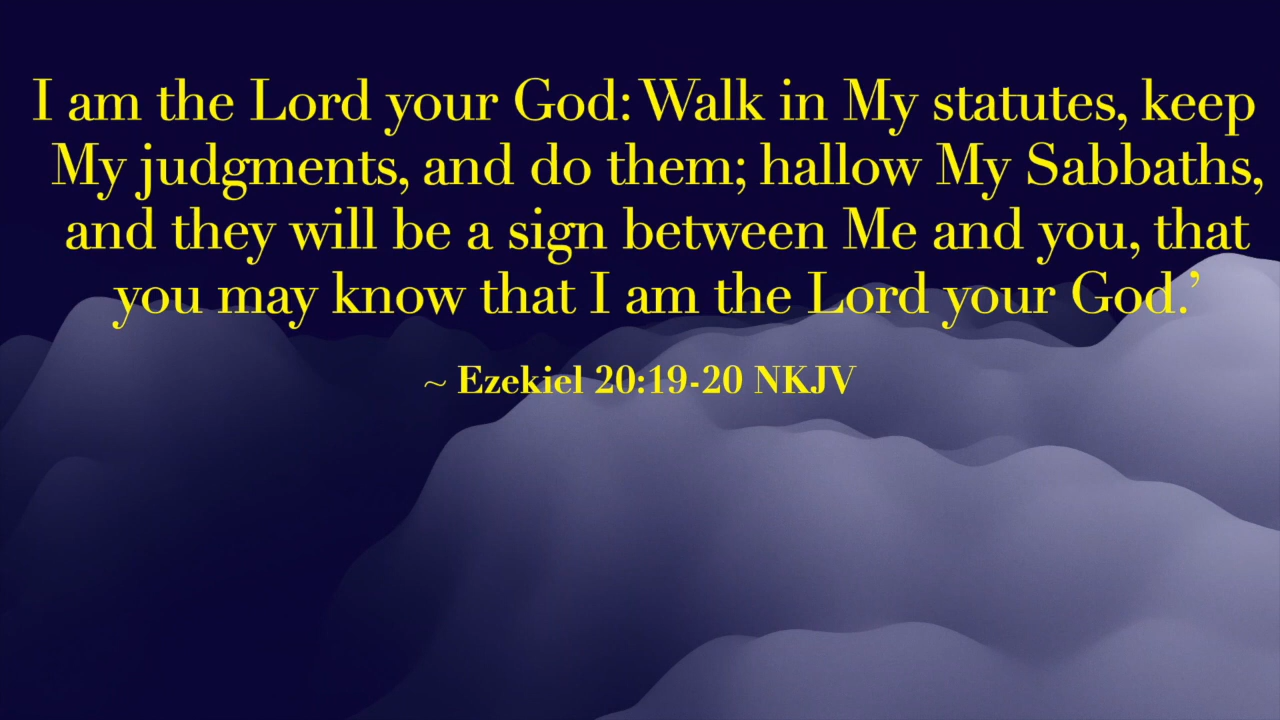 I am the Lord your God: Walk in My statutes, keep
My judgments, and do them; hallow My Sabbaths,
and they will be a sign between Me and you, that
you may know that I am the Lord your God.’
~ Ezekiel 20:19-20 NKJV